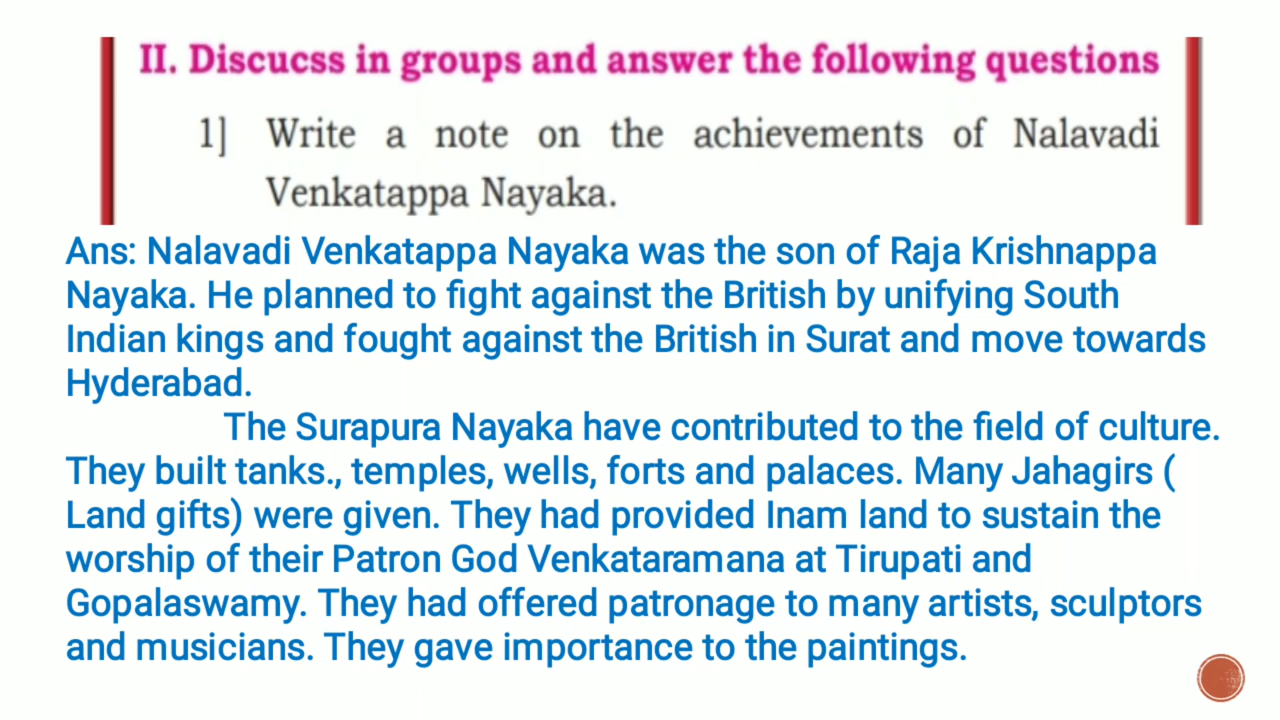 II. Discucss in groups and answer the following questions
1] Write a note on the achievements of Nalavadi
Venkatappa Nayaka.
Ans: Nalavadi Venkatappa Nayaka was the son of Raja Krishnappa
Nayaka. He planned to fight against the British by unifying South
Indian kings and fought against the British in Surat and move towards
Hyderabad.
The Surapura Nayaka have contributed to the field of culture.
They built tanks., temples, wells, forts and palaces. Many Jahagirs (
Land gifts) were given. They had provided Inam land to sustain the
worship of their Patron God Venkataramana at Tirupati and
Gopalaswamy. They had offered patronage to many artists, sculptors
and musicians. They gave importance to the paintings.